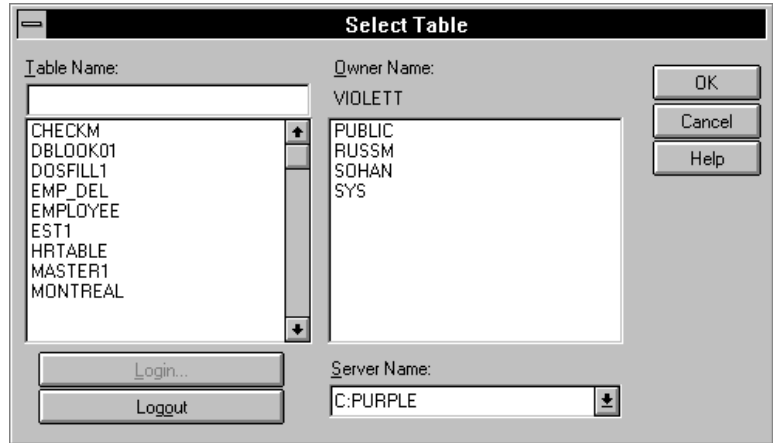 Select Table
Table Name:
CHECKM
DBLOOK01
DOSFILL1
EMP_DEL
EMPLOYEE
EST1
HRTABLE
MASTER1
MONTREAL
Login...
Logout
Owner Name:
VIOLETT
PUBLIC
RUSSM
SOHAN
SYS
Server Name:
C:PURPLE
OK
Cancel
Help